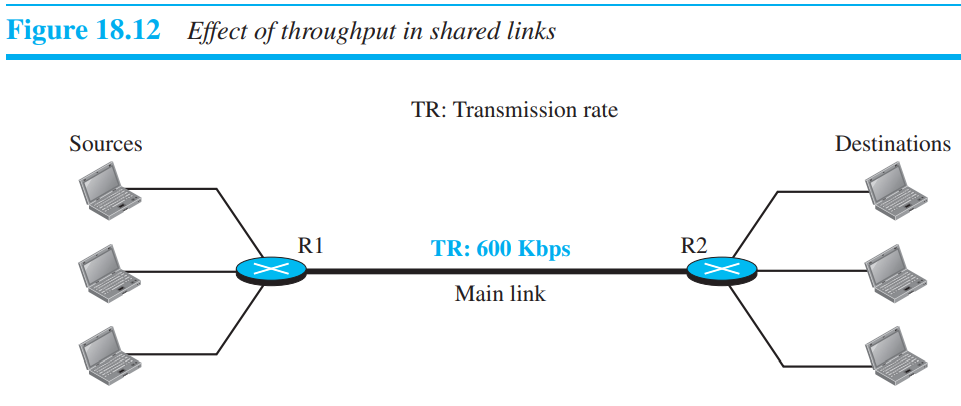 Figure 18.12 Effect of throughput in shared links
TR: Transmission rate
Sources
Destinations
R1
TR: 600 Kbps
R2
Main link